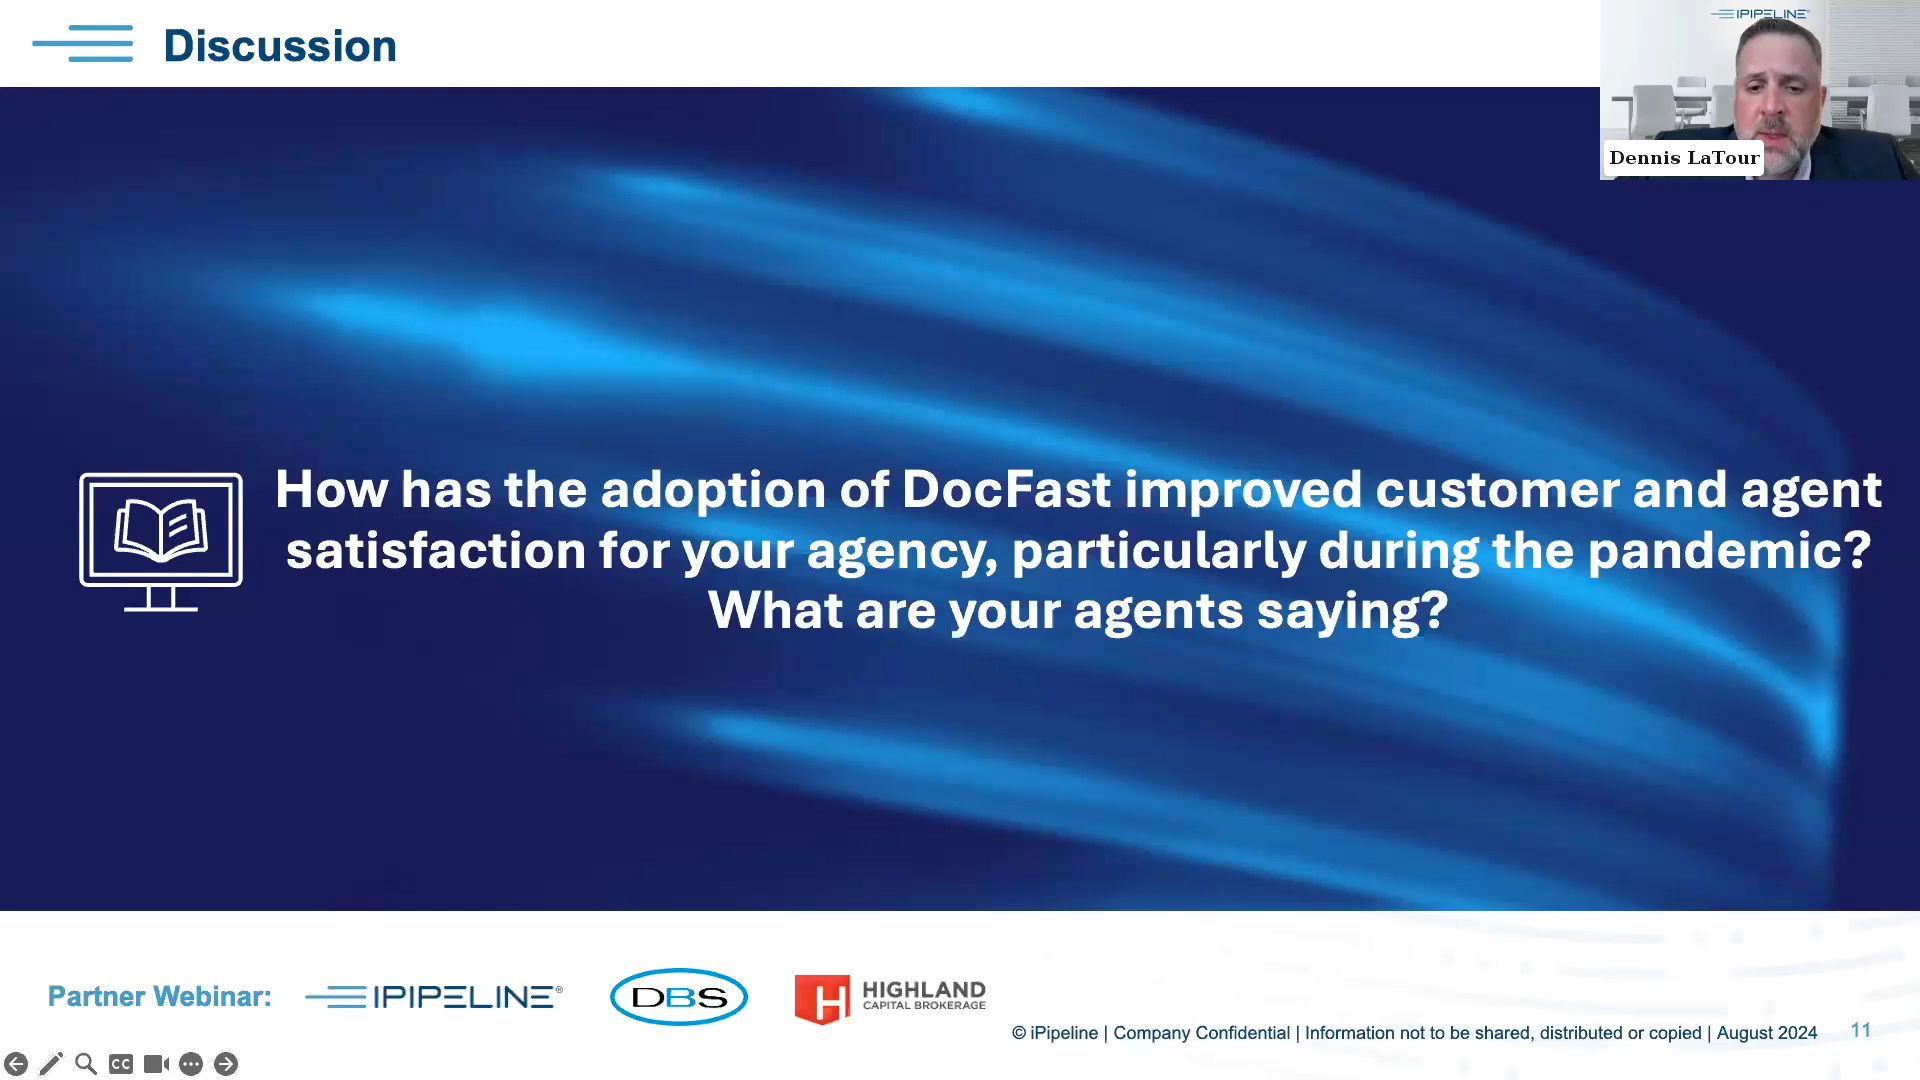 Discussion
IPIPELINE®
Dennis LaTour
How has the adoption of DocFast improved customer and agent
satisfaction for your agency, particularly during the pandemic?
What are your agents saying?
Partner Webinar:
IPIPELINE®
DBS
H
HIGHLAND
CAPITAL BROKERAGE
© iPipeline | Company Confidential | Information not to be shared, distributed or copied | August 2024
11
CC